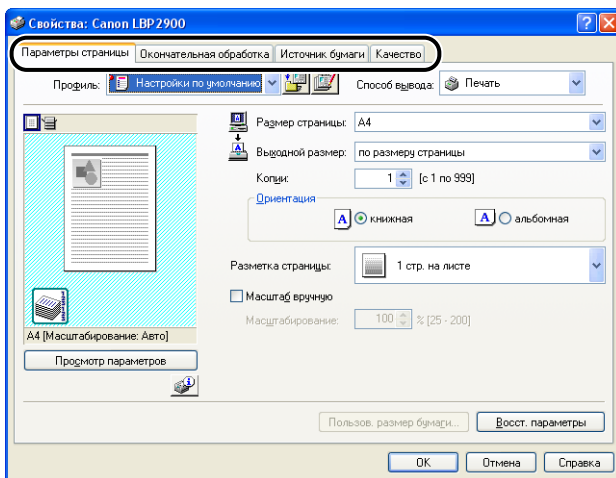 Свойства: Canon LBP2900
Параметры страницы Окончательная обработка Источник бумаги Качество
Профиль: Настройки по умолчанию Способ вывода: Печать
Размер страницы: A4
Выходной размер: по размеру страницы
Копии: 1 [с 1 по 999]
Ориентация
A книжная A альбомная
Разметка страницы: 1 стр. на листе
Масштаб вручную
Масштабирование: 100 % [25 - 200]
A4 [Масштабирование: Авто]
Просмотр параметров
Пользов. размер бумаги... Восст. параметры
OK Отмена Справка